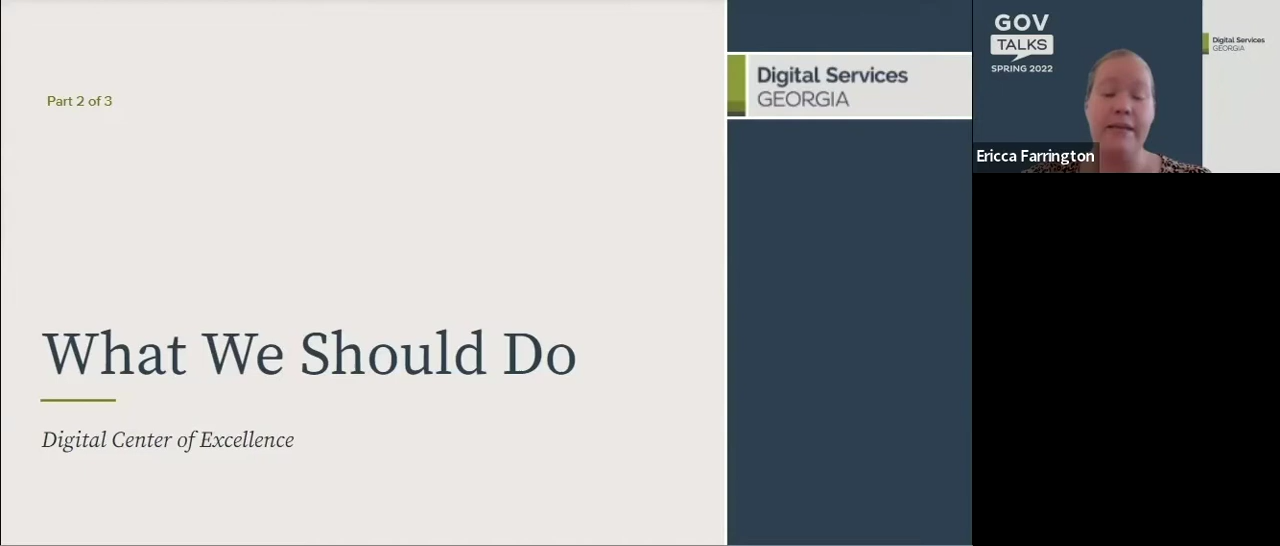 Part 2 of 3
What We Should Do
Digital Center of Excellence
Digital Services
GEORGIA
GOV
TALKS
SPRING 2022
Digital Services
GEORGIA
Ericca Farrington